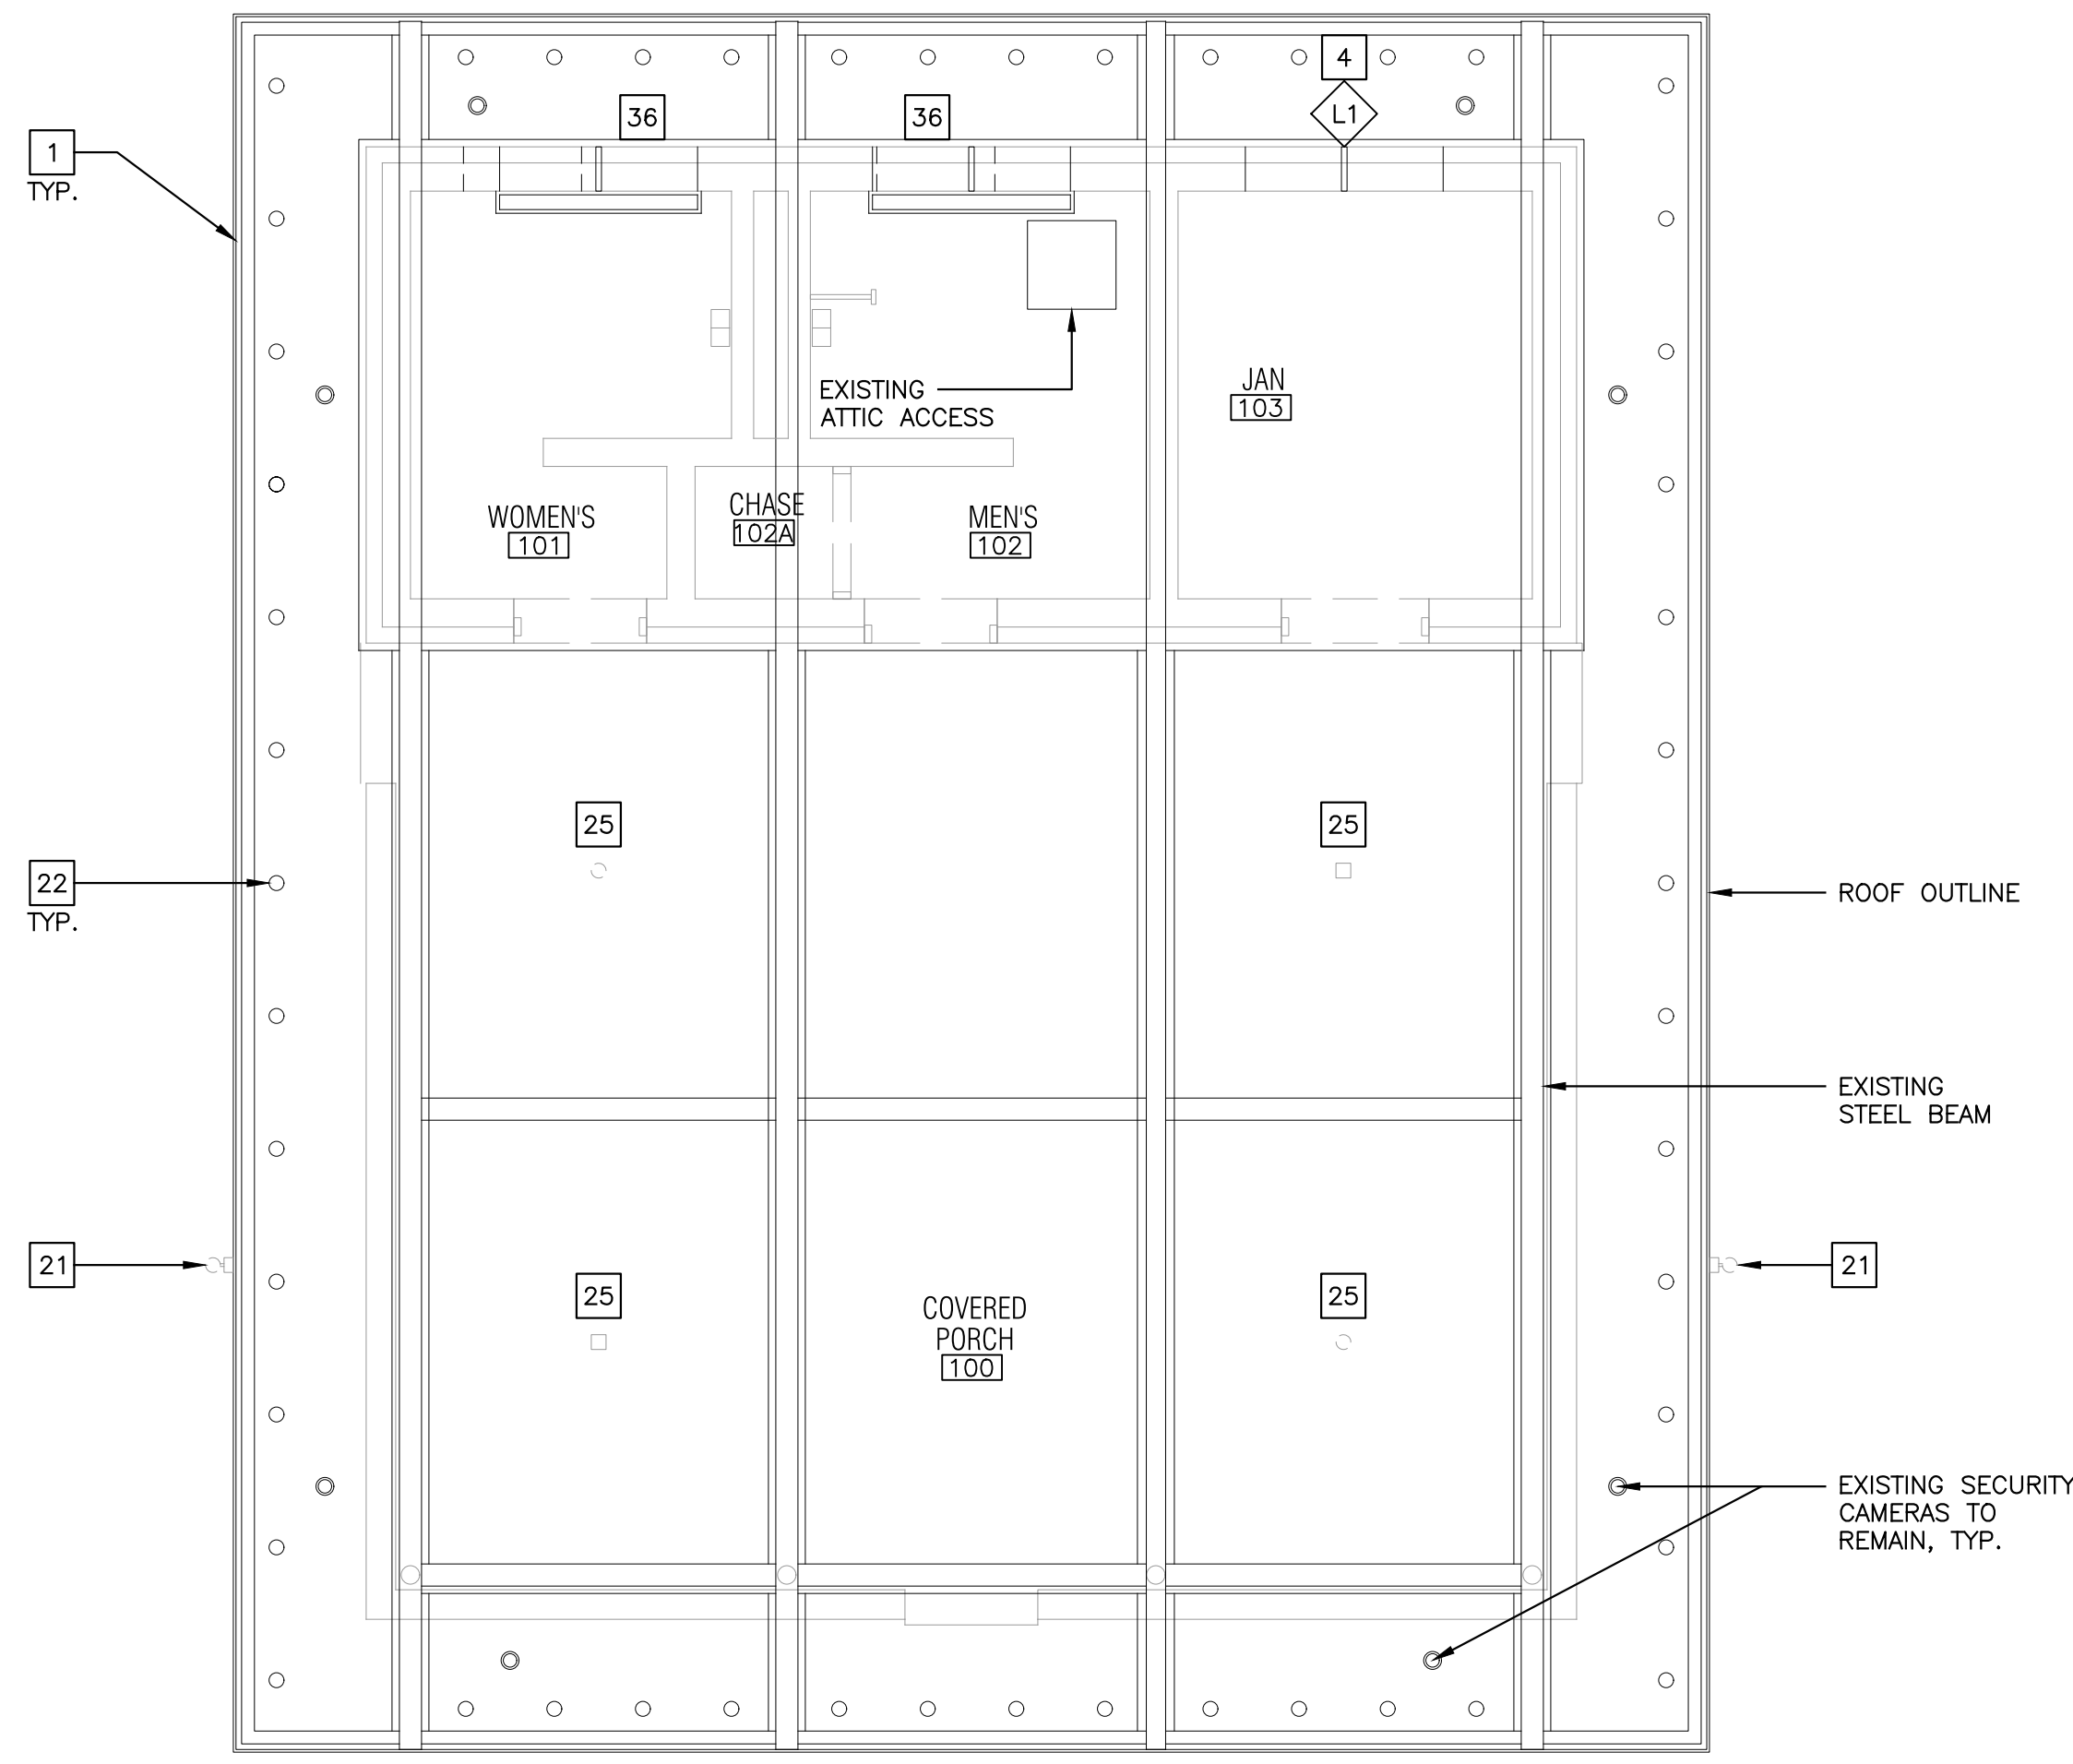 4
L1
36
36
1
TYP.
EXISTING
ATTIC ACCESS
JAN
103
WOMEN'S
101
CHASE
102A
MEN'S
102
25
25
22
TYP.
ROOF OUTLINE
EXISTING
STEEL BEAM
21
21
25
25
COVERED
PORCH
100
EXISTING SECURITY
CAMERAS TO
REMAIN, TYP.